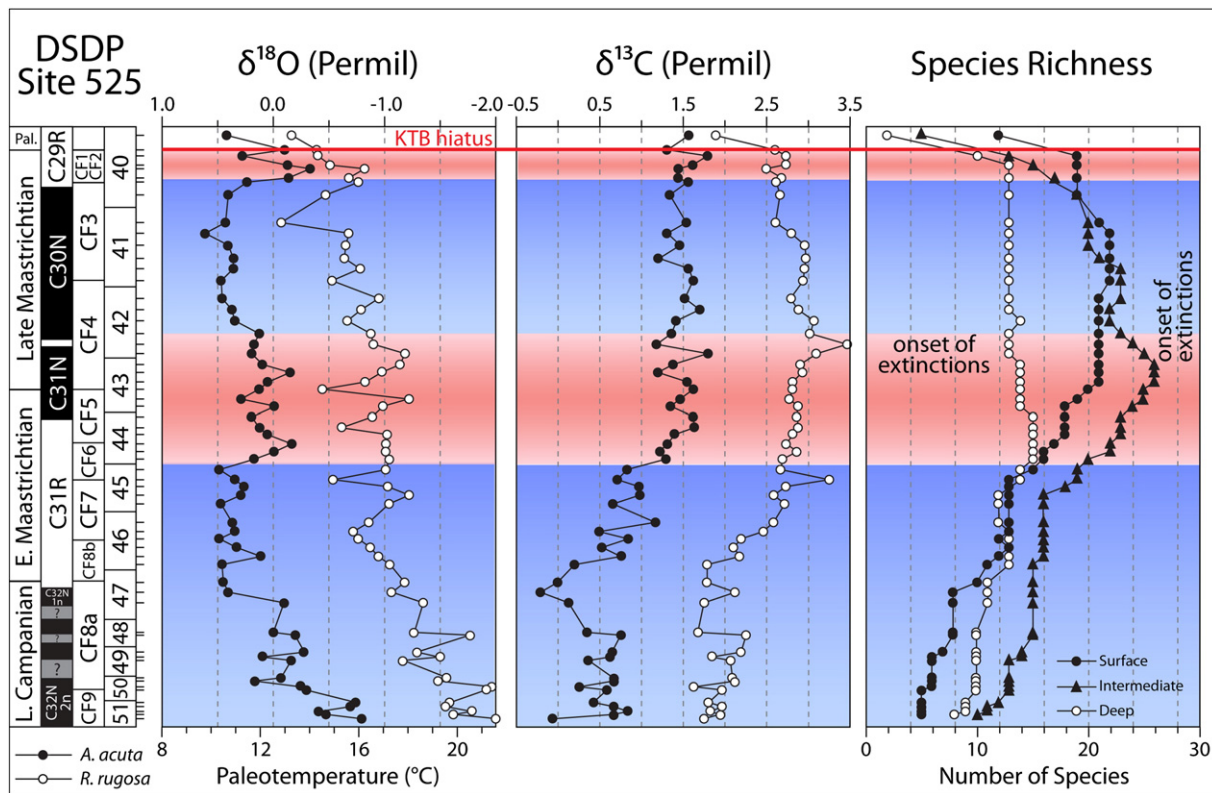 DSDP
Site 525
δ18O (Permil)
δ13C (Permil)
Species Richness
1.0 0.0 -1.0 -2.0
-0.5 0.5 1.5 2.5 3.5
KTB hiatus
Pal.
Late Maastrichtian
E. Maastrichtian
L. Campanian
C29R
C30N
C31N
C31R
C32N
1n
?
?
?
C32N
2n
CF1
CF2
CF3
CF4
CF5
CF6
CF7
CF8b
CF8a
CF9
40
41
42
43
44
45
46
47
48
49
50
51
onset of
extinctions
onset of
extinctions
Surface
Intermediate
Deep
A. acuta
R. rugosa
8 12 16 20
Paleotemperature (°C)
0 10 20 30
Number of Species